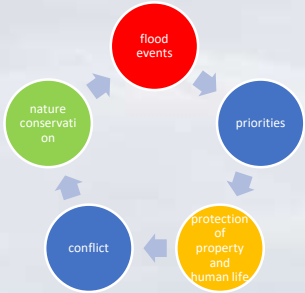 flood
events
priorities
protection
of
property
and
human life
conflict
nature
conservati
on